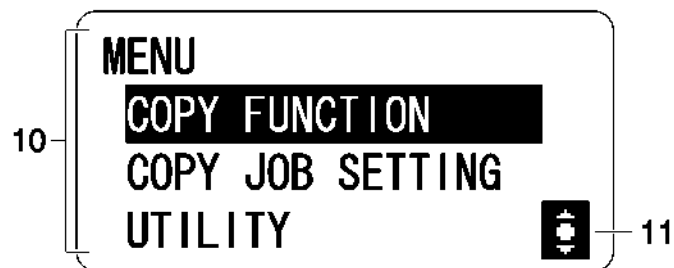 MENU
COPY FUNCTION
10
COPY JOB SETTING
UTILITY
11